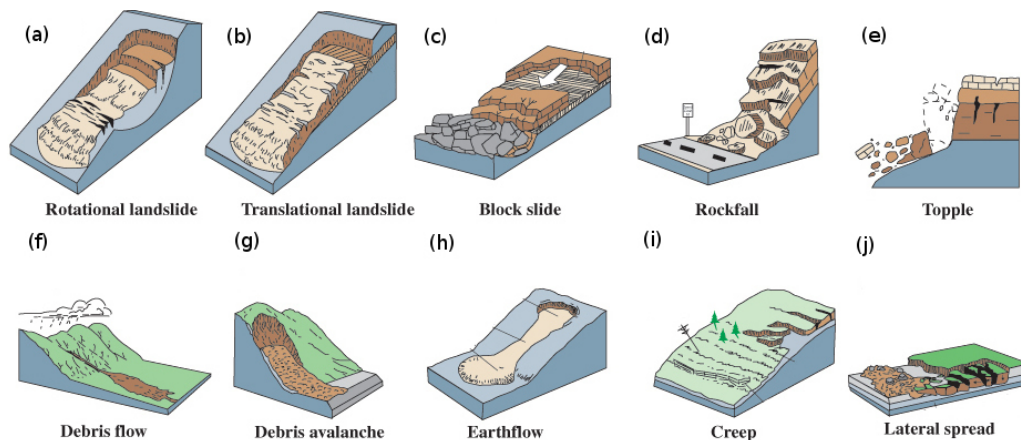 (a)
(b)
(c)
(d)
(e)
Rotational landslide
Translational landslide
Block slide
Rockfall
Topple
(f)
(g)
(h)
(i)
(j)
Debris flow
Debris avalanche
Earthflow
Creep
Lateral spread